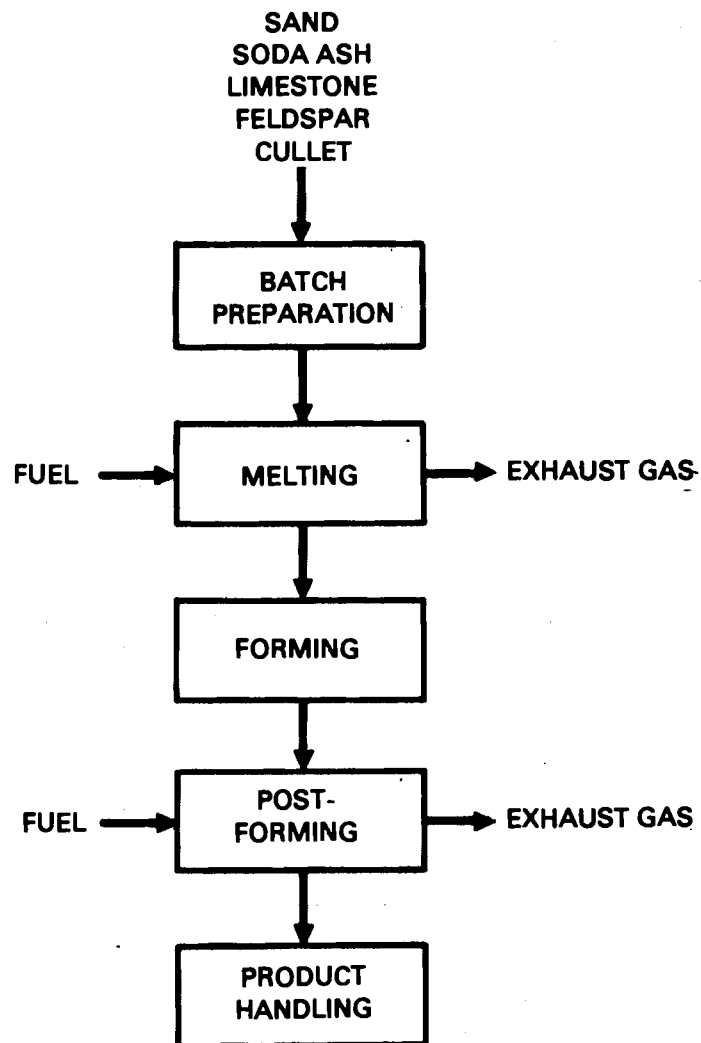 SAND
SODA ASH
LIMESTONE
FELDSPAR
CULLET
BATCH
PREPARATION
FUEL
MELTING
EXHAUST GAS
FORMING
FUEL
POST-
FORMING
EXHAUST GAS
PRODUCT
HANDLING